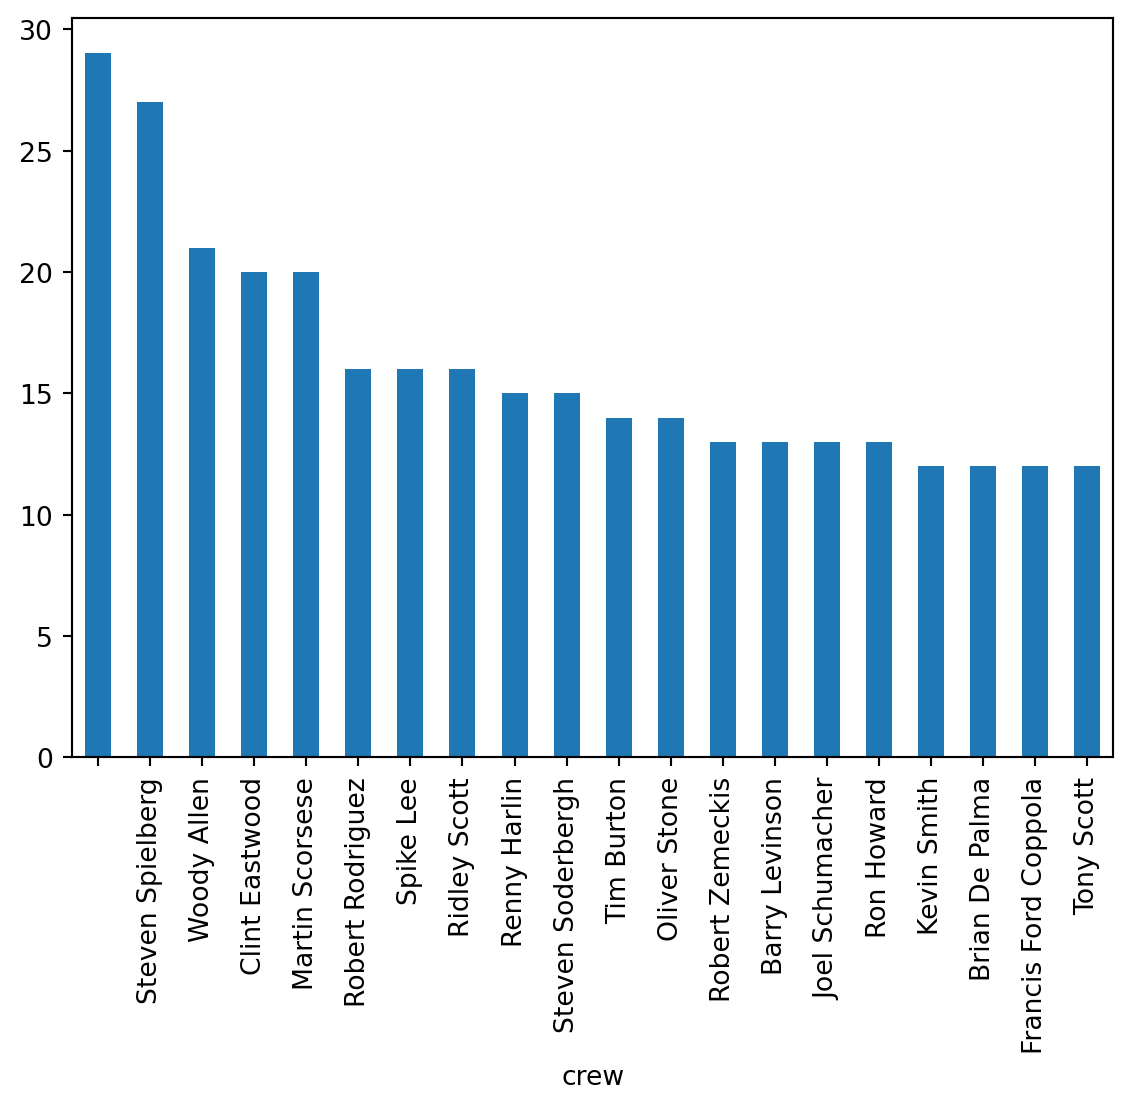 30
25
20
15
10
5
0
Steven Spielberg
Woody Allen
Clint Eastwood
Martin Scorsese
Robert Rodriguez
Spike Lee
Ridley Scott
Renny Harlin
Steven Soderbergh
Tim Burton
Oliver Stone
Robert Zemeckis
Barry Levinson
Joel Schumacher
Ron Howard
Kevin Smith
Brian De Palma
Francis Ford Coppola
Tony Scott
crew